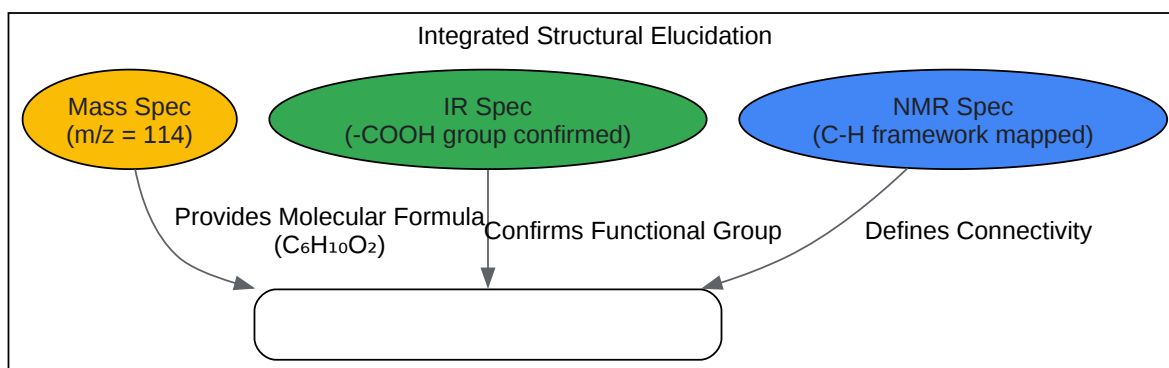 Integrated Structural Elucidation
Mass Spec
(m/z = 114)
IR Spec
(-COOH group confirmed)
NMR Spec
(C-H framework mapped)
Provides Molecular Formula
(C₆H₁₀O₂)
Confirms Functional Group
Defines Connectivity